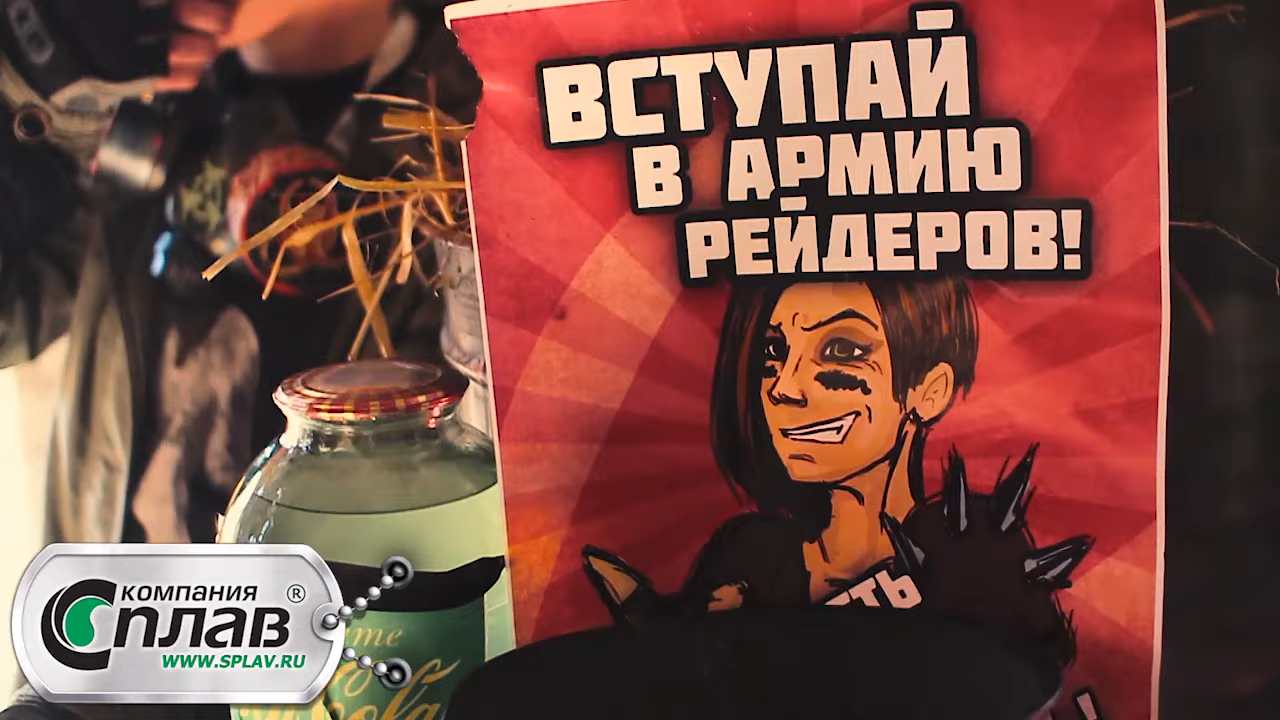 ВСТУПАЙ
В АРМИЮ
РЕЙДЕРОВ!
КОМПАНИЯ
Сплав®
WWW.SPLAV.RU